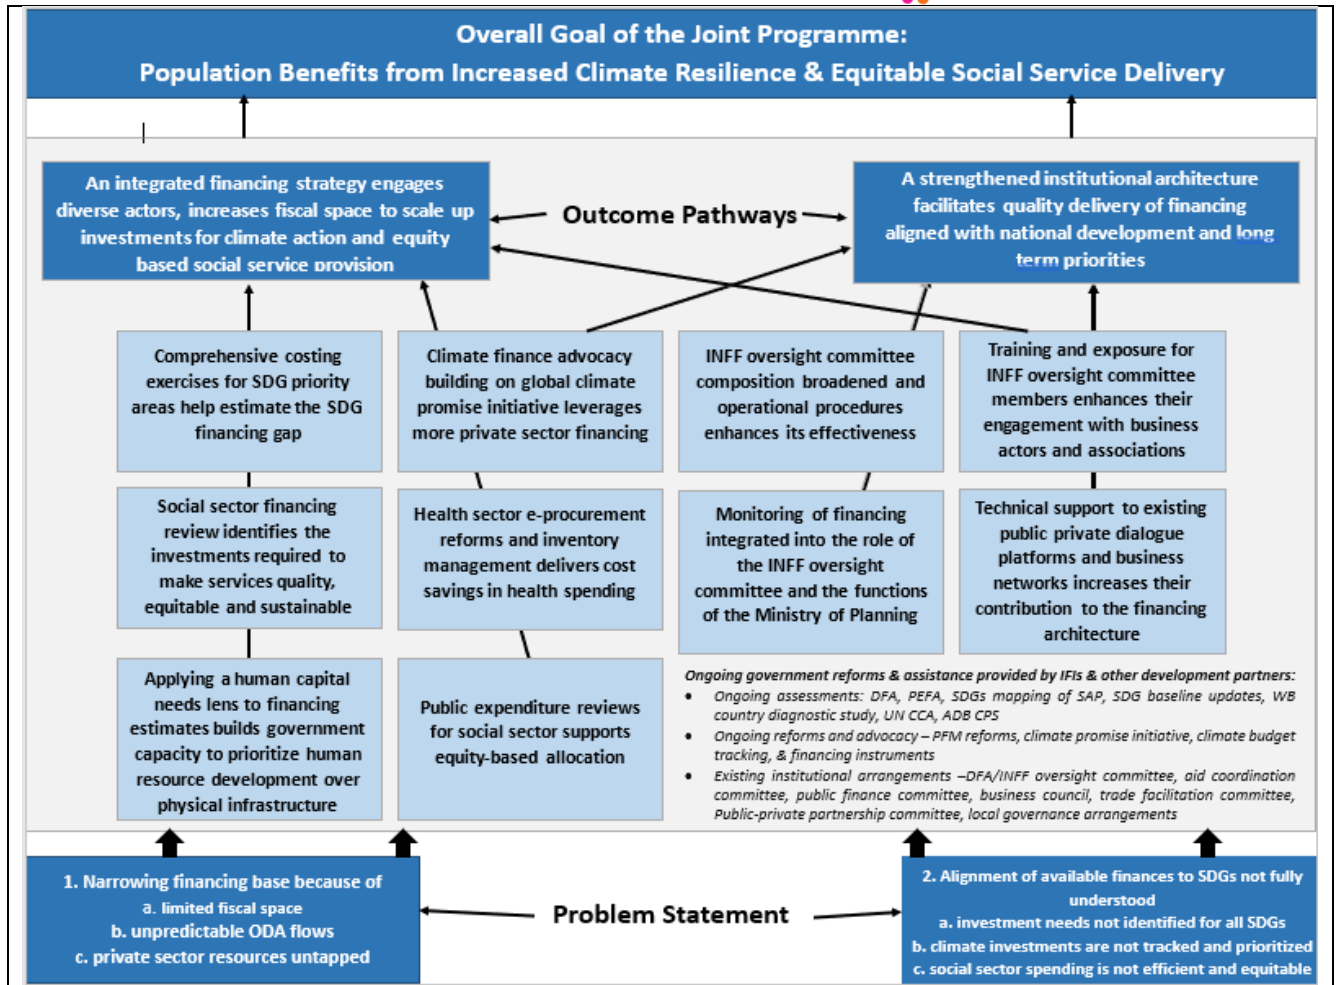 Overall Goal of the Joint Programme:
Population Benefits from Increased Climate Resilience & Equitable Social Service Delivery
An integrated financing strategy engages
diverse actors, increases fiscal space to scale up
investments for climate action and equity
based social service provision
Outcome Pathways
A strengthened institutional architecture
facilitates quality delivery of financing
aligned with national development and long
term priorities
Comprehensive costing
exercises for SDG priority
areas help estimate the SDG
financing gap
Climate finance advocacy
building on global climate
promise initiative leverages
more private sector financing
INFF oversight committee
composition broadened and
operational procedures
enhances its effectiveness
Training and exposure for
INFF oversight committee
members enhances their
engagement with business
actors and associations
Social sector financing
review identifies the
investments required to
make services quality,
equitable and sustainable
Health sector e-procurement
reforms and inventory
management delivers cost
savings in health spending
Monitoring of financing
integrated into the role of
the INFF oversight
committee and the functions
of the Ministry of Planning
Technical support to existing
public private dialogue
platforms and business
networks increases their
contribution to the financing
architecture
Applying a human capital
needs lens to financing
estimates builds government
capacity to prioritize human
resource development over
physical infrastructure
Public expenditure reviews
for social sector supports
equity-based allocation
Ongoing government reforms & assistance provided by IFIs & other development partners:
• Ongoing assessments: DFA, PEFA, SDGs mapping of SAP, SDG baseline updates, WB
country diagnostic study, UN CCA, ADB CPS
• Ongoing reforms and advocacy – PFM reforms, climate promise initiative, climate budget
tracking, & financing instruments
• Existing institutional arrangements –DFA/INFF oversight committee, aid coordination
committee, public finance committee, business council, trade facilitation committee,
Public-private partnership committee, local governance arrangements
1. Narrowing financing base because of
a. limited fiscal space
b. unpredictable ODA flows
c. private sector resources untapped
Problem Statement
2. Alignment of available finances to SDGs not fully
understood
a. investment needs not identified for all SDGs
b. climate investments are not tracked and prioritized
c. social sector spending is not efficient and equitable